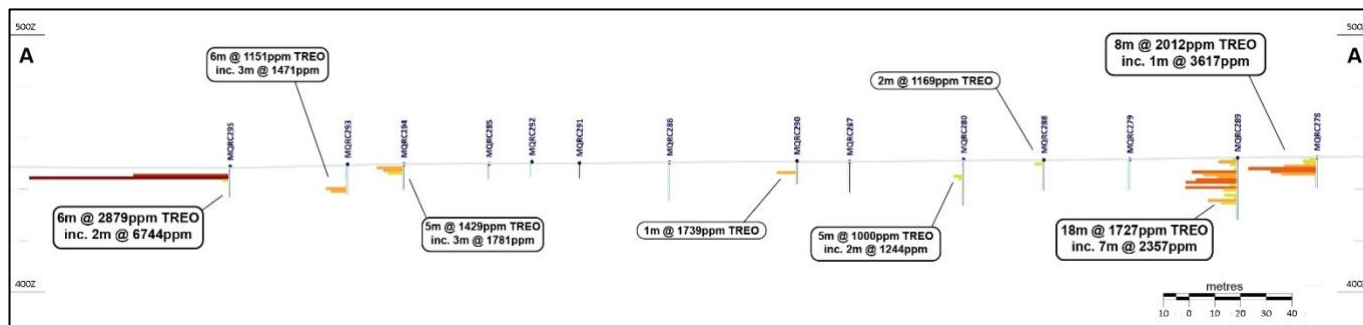 500Z
500Z
A
A'
6m @ 1151ppm TREO
inc. 3m @ 1471ppm
8m @ 2012ppm TREO
inc. 1m @ 3617ppm
2m @ 1169ppm TREO
MQRC295
MQRC293
MQRC294
MQRC285
MQRC292
MQRC291
MQRC286
MQRC290
MQRC287
MQRC280
MQRC288
MQRC279
MQRC289
MQRC278
6m @ 2879ppm TREO
inc. 2m @ 6744ppm
5m @ 1429ppm TREO
inc. 3m @ 1781ppm
1m @ 1739ppm TREO
5m @ 1000ppm TREO
inc. 2m @ 1244ppm
18m @ 1727ppm TREO
inc. 7m @ 2357ppm
400Z
400Z
metres
10 0 10 20 30 40